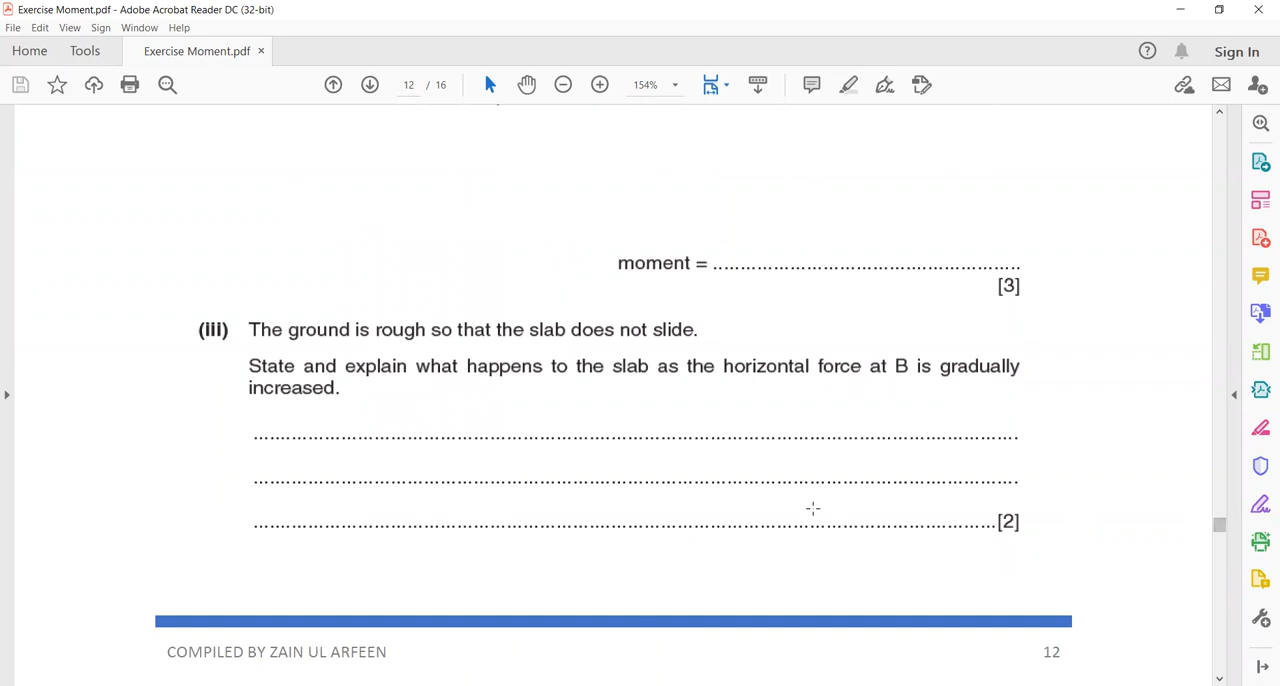 Exercise Moment.pdf - Adobe Acrobat Reader DC (32-bit)
File Edit View Sign Window Help
Home Tools Exercise Moment.pdf × Sign In
12 / 16 154%
moment = ........................................................
[3]
(iii) The ground is rough so that the slab does not slide.
State and explain what happens to the slab as the horizontal force at B is gradually
increased.
..........................................................................................................................................
..........................................................................................................................................
......................................................................................................................................[2]
COMPILED BY ZAIN UL ARFEEN 12